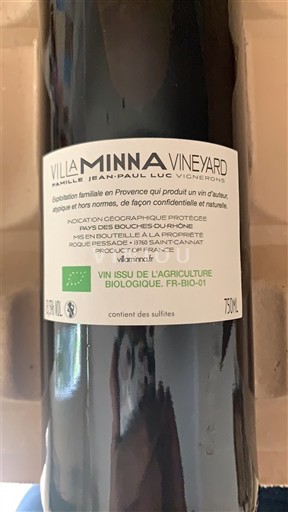 VILLA MINNA VINEYARD
FAMILLE JEAN-PAUL LUC VIGNERONS
Exploitation familiale en Provence qui produit un vin d'auteur,
atypique et hors normes, de façon confidentielle et naturelle.
INDICATION GÉOGRAPHIQUE PROTÉGÉE
PAYS DES BOUCHES-DU-RHÔNE
MIS EN BOUTEILLE À LA PROPRIÉTÉ
ROQUE PESSADE • 13760 SAINT-CANNAT
PRODUCT OF FRANCE
villaminna.fr
VIN ISSU DE L'AGRICULTURE
BIOLOGIQUE. FR-BIO-01
% VOL.
750ML
contient des sulfites